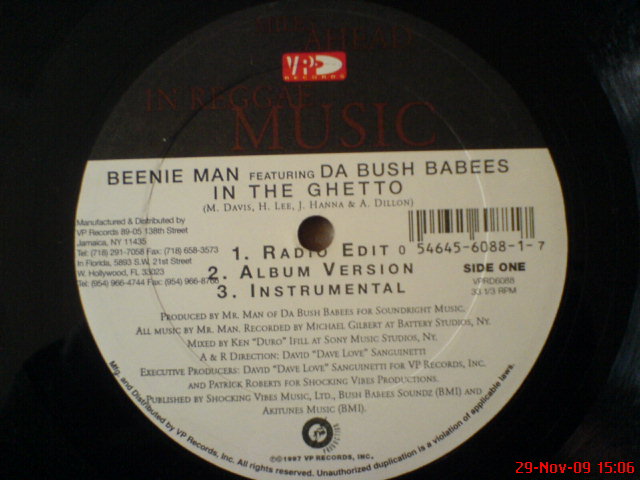 MILES
AHEAD
VP
RECORDS
IN REGGAE
MUSIC
BEENIE MAN FEATURING DA BUSH BABEES
IN THE GHETTO
(M. DAVIS, H. LEE, J. HANNA & A. DILLON)
Manufactured & Distributed by
VP Records 89-05 138th Street
Jamaica, NY 11435
Tel: (718) 291-7058 Fax: (718) 658-3573
In Florida, 5893 S.W. 21st Street
W. Hollywood, FL 33023
Tel: (954) 966-4744 Fax: (954) 966-8766
1. RADIO EDIT
2. ALBUM VERSION
3. INSTRUMENTAL
0 54645-6088-1-7
SIDE ONE
VPRD6088
33 1/3 RPM
PRODUCED BY MR. MAN OF DA BUSH BABEES FOR SOUNDRIGHT MUSIC.
ALL MUSIC BY MR. MAN. RECORDED BY MICHAEL GILBERT AT BATTERY STUDIOS, NY.
MIXED BY KEN "DURO" IFILL AT SONY MUSIC STUDIOS, NY.
A & R DIRECTION: DAVID "DAVE LOVE" SANGUINETTI
EXECUTIVE PRODUCERS: DAVID "DAVE LOVE" SANGUINETTI FOR VP RECORDS, INC.
AND PATRICK ROBERTS FOR SHOCKING VIBES PRODUCTIONS.
PUBLISHED BY SHOCKING VIBES MUSIC, LTD., BUSH BABEES SOUNDZ (BMI) AND
AKITUNES MUSIC (BMI).
PRODUCTION
℗©1997 VP RECORDS, INC.
Mfg. and Distributed by VP Records, Inc. All Rights Reserved. Unauthorized duplication is a violation of applicable laws.
29-Nov-09 15:06